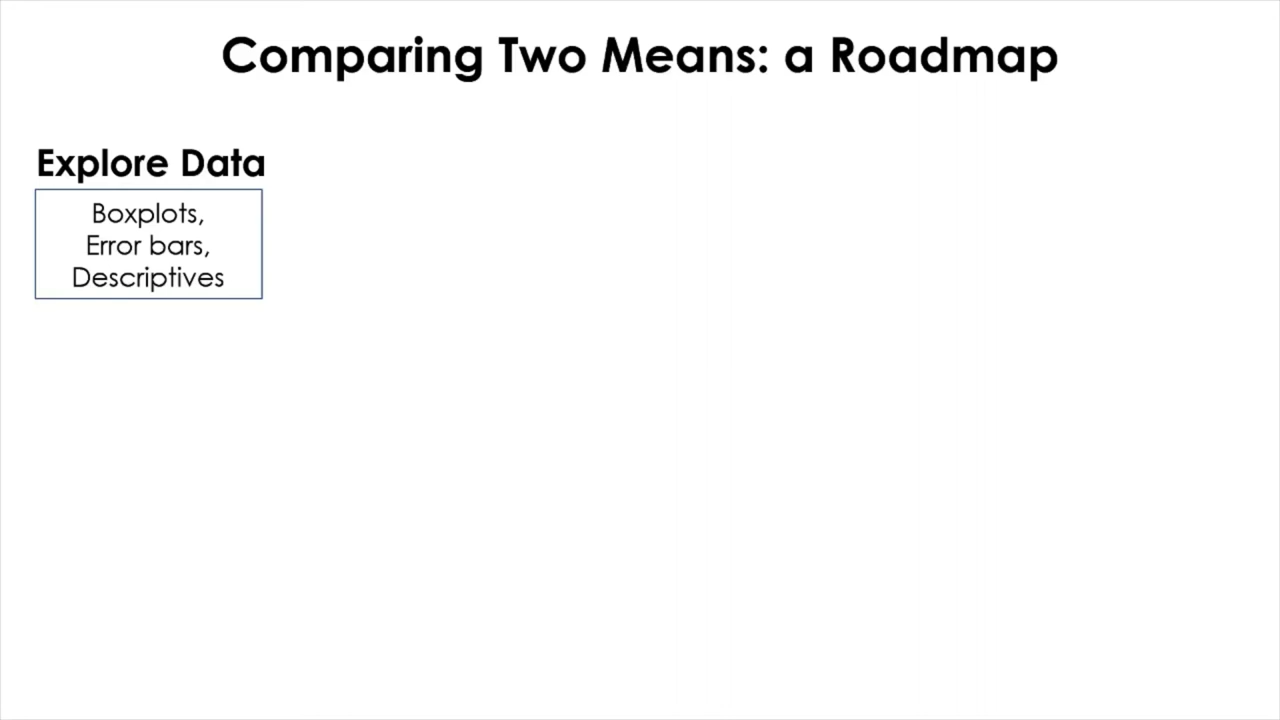 Comparing Two Means: a Roadmap
Explore Data
Boxplots,
Error bars,
Descriptives